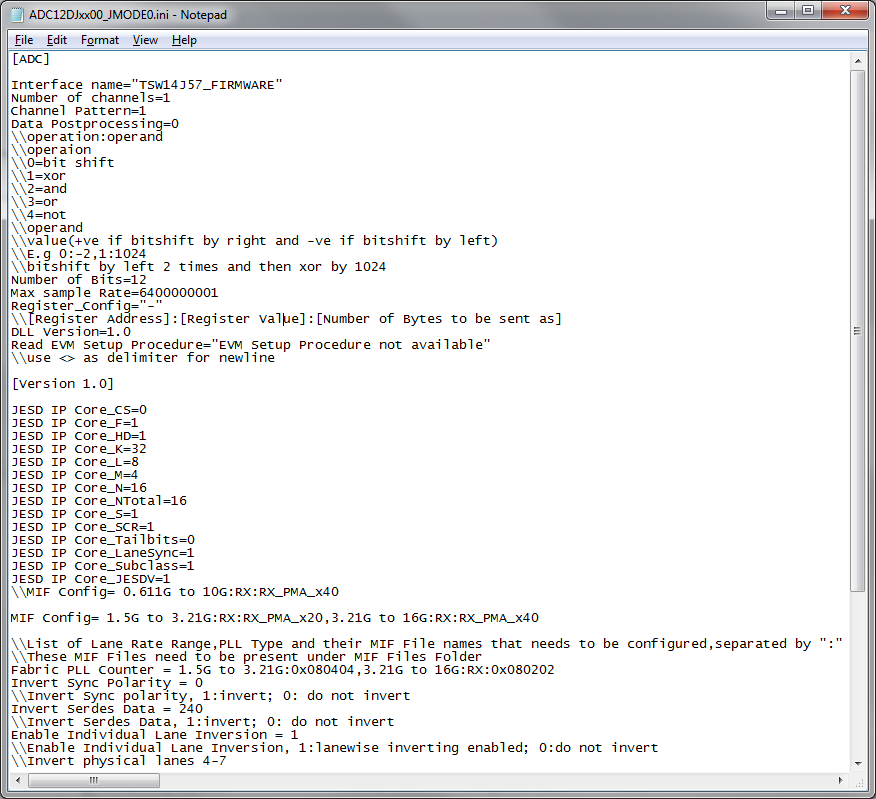 ADC12DJxx00_JMODE0.ini - Notepad
File Edit Format View Help
[ADC]
Interface name="TSW14J57_FIRMWARE"
Number of channels=1
Channel Pattern=1
Data Postprocessing=0
\\operation:operand
\\operaion
\\0=bit shift
\\1=xor
\\2=and
\\3=or
\\4=not
\\operand
\\value(+ve if bitshift by right and -ve if bitshift by left)
\\E.g 0:-2,1:1024
\\bitshift by left 2 times and then xor by 1024
Number of Bits=12
Max sample Rate=6400000001
Register_Config="-"
\\[Register Address]:[Register Value]:[Number of Bytes to be sent as]
DLL Version=1.0
Read EVM Setup Procedure="EVM Setup Procedure not available"
\\use <> as delimiter for newline
[Version 1.0]
JESD IP Core_CS=0
JESD IP Core_F=1
JESD IP Core_HD=1
JESD IP Core_K=32
JESD IP Core_L=8
JESD IP Core_M=4
JESD IP Core_N=16
JESD IP Core_NTotal=16
JESD IP Core_S=1
JESD IP Core_SCR=1
JESD IP Core_Tailbits=0
JESD IP Core_LaneSync=1
JESD IP Core_Subclass=1
JESD IP Core_JESDV=1
\\MIF Config= 0.611G to 10G:RX:RX_PMA_x40
MIF Config= 1.5G to 3.21G:RX:RX_PMA_x20,3.21G to 16G:RX:RX_PMA_x40
\\List of Lane Rate Range,PLL Type and their MIF File names that needs to be configured,separated by ":"
\\These MIF Files need to be present under MIF Files Folder
Fabric PLL Counter = 1.5G to 3.21G:0x080404,3.21G to 16G:RX:0x080202
Invert Sync Polarity = 0
\\Invert Sync polarity, 1:invert; 0: do not invert
Invert Serdes Data = 240
\\Invert Serdes Data, 1:invert; 0: do not invert
Enable Individual Lane Inversion = 1
\\Enable Individual Lane Inversion, 1:lanewise inverting enabled; 0:do not invert
\\Invert physical lanes 4-7